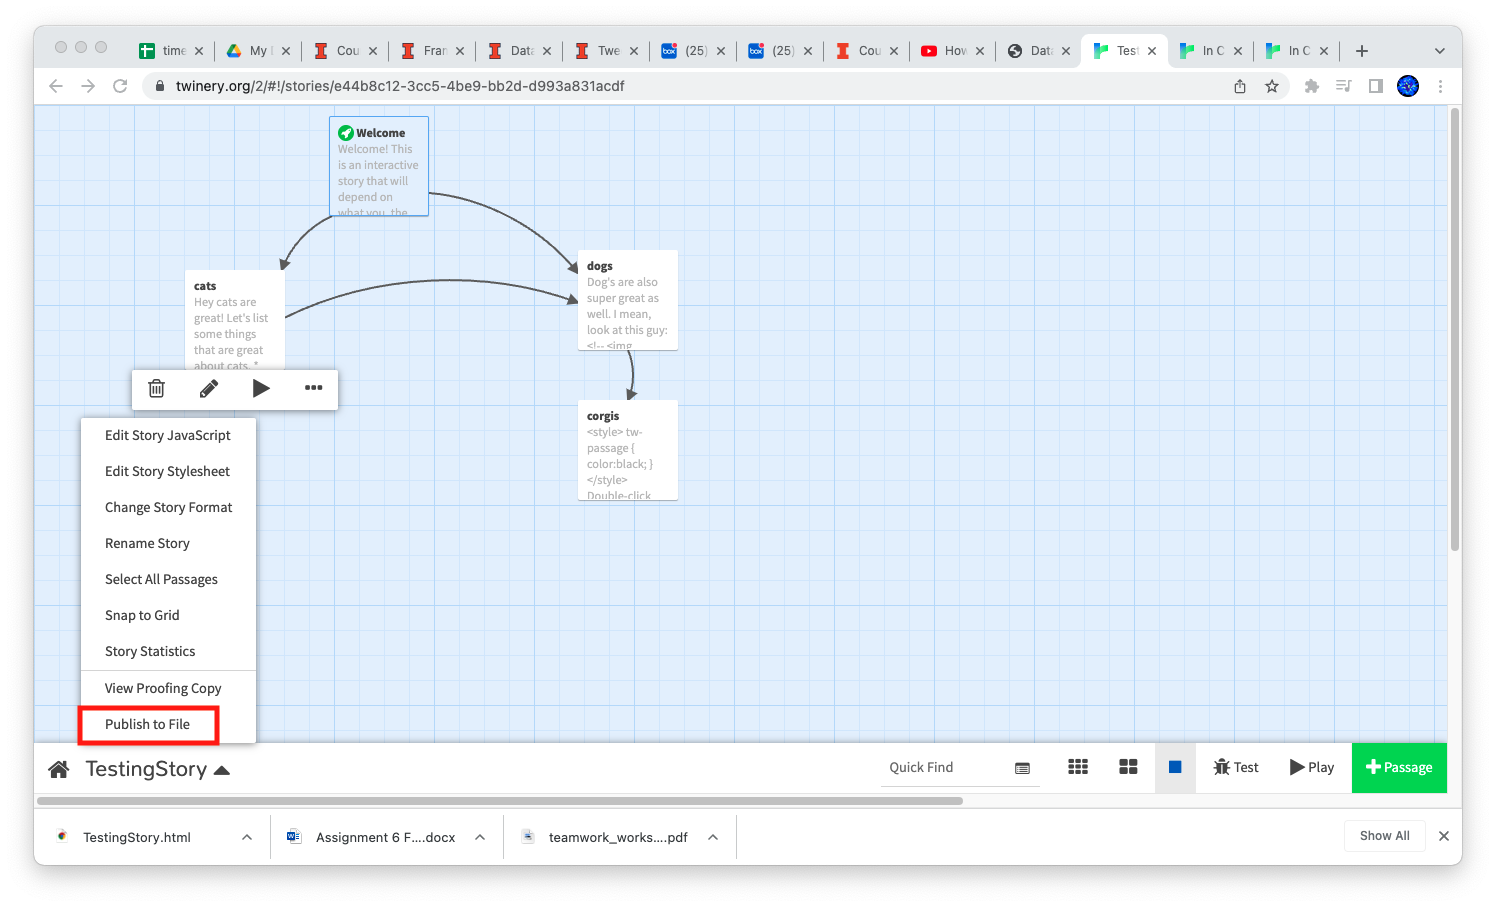 time
My
Cou
Fran
Data
Twe
(25)
(25)
Cou
How
Data
Test
In C
In C
twinery.org/2/#!/stories/e44b8c12-3cc5-4be9-bb2d-d993a831acdf
Welcome
Welcome! This
is an interactive
story that will
depend on
what you, the
cats
Hey cats are
great! Let's list
some things
that are great
about cats. *
dogs
Dog's are also
super great as
well. I mean,
look at this guy:
<!-- <img
corgis
<style> tw-
passage {
color:black; }
</style>
Double-click
Edit Story JavaScript
Edit Story Stylesheet
Change Story Format
Rename Story
Select All Passages
Snap to Grid
Story Statistics
View Proofing Copy
Publish to File
TestingStory
Quick Find
Test
Play
Passage
TestingStory.html
Assignment 6 F....docx
teamwork_works....pdf
Show All